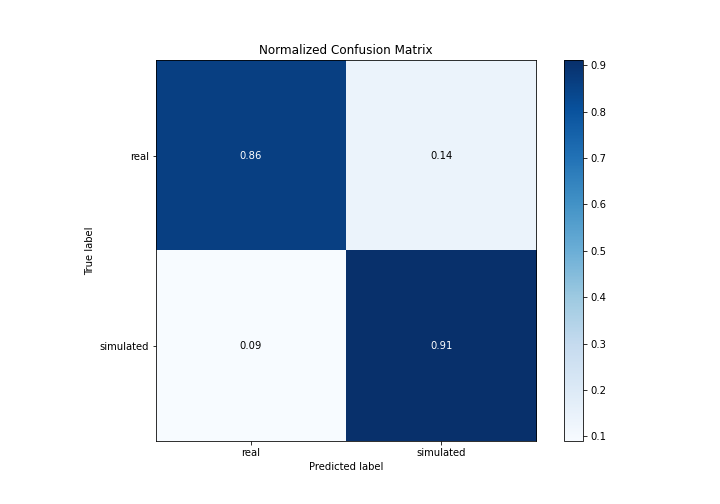 Normalized Confusion Matrix
True label
real
0.86
0.14
simulated
0.09
0.91
real
simulated
Predicted label
0.9
0.8
0.7
0.6
0.5
0.4
0.3
0.2
0.1